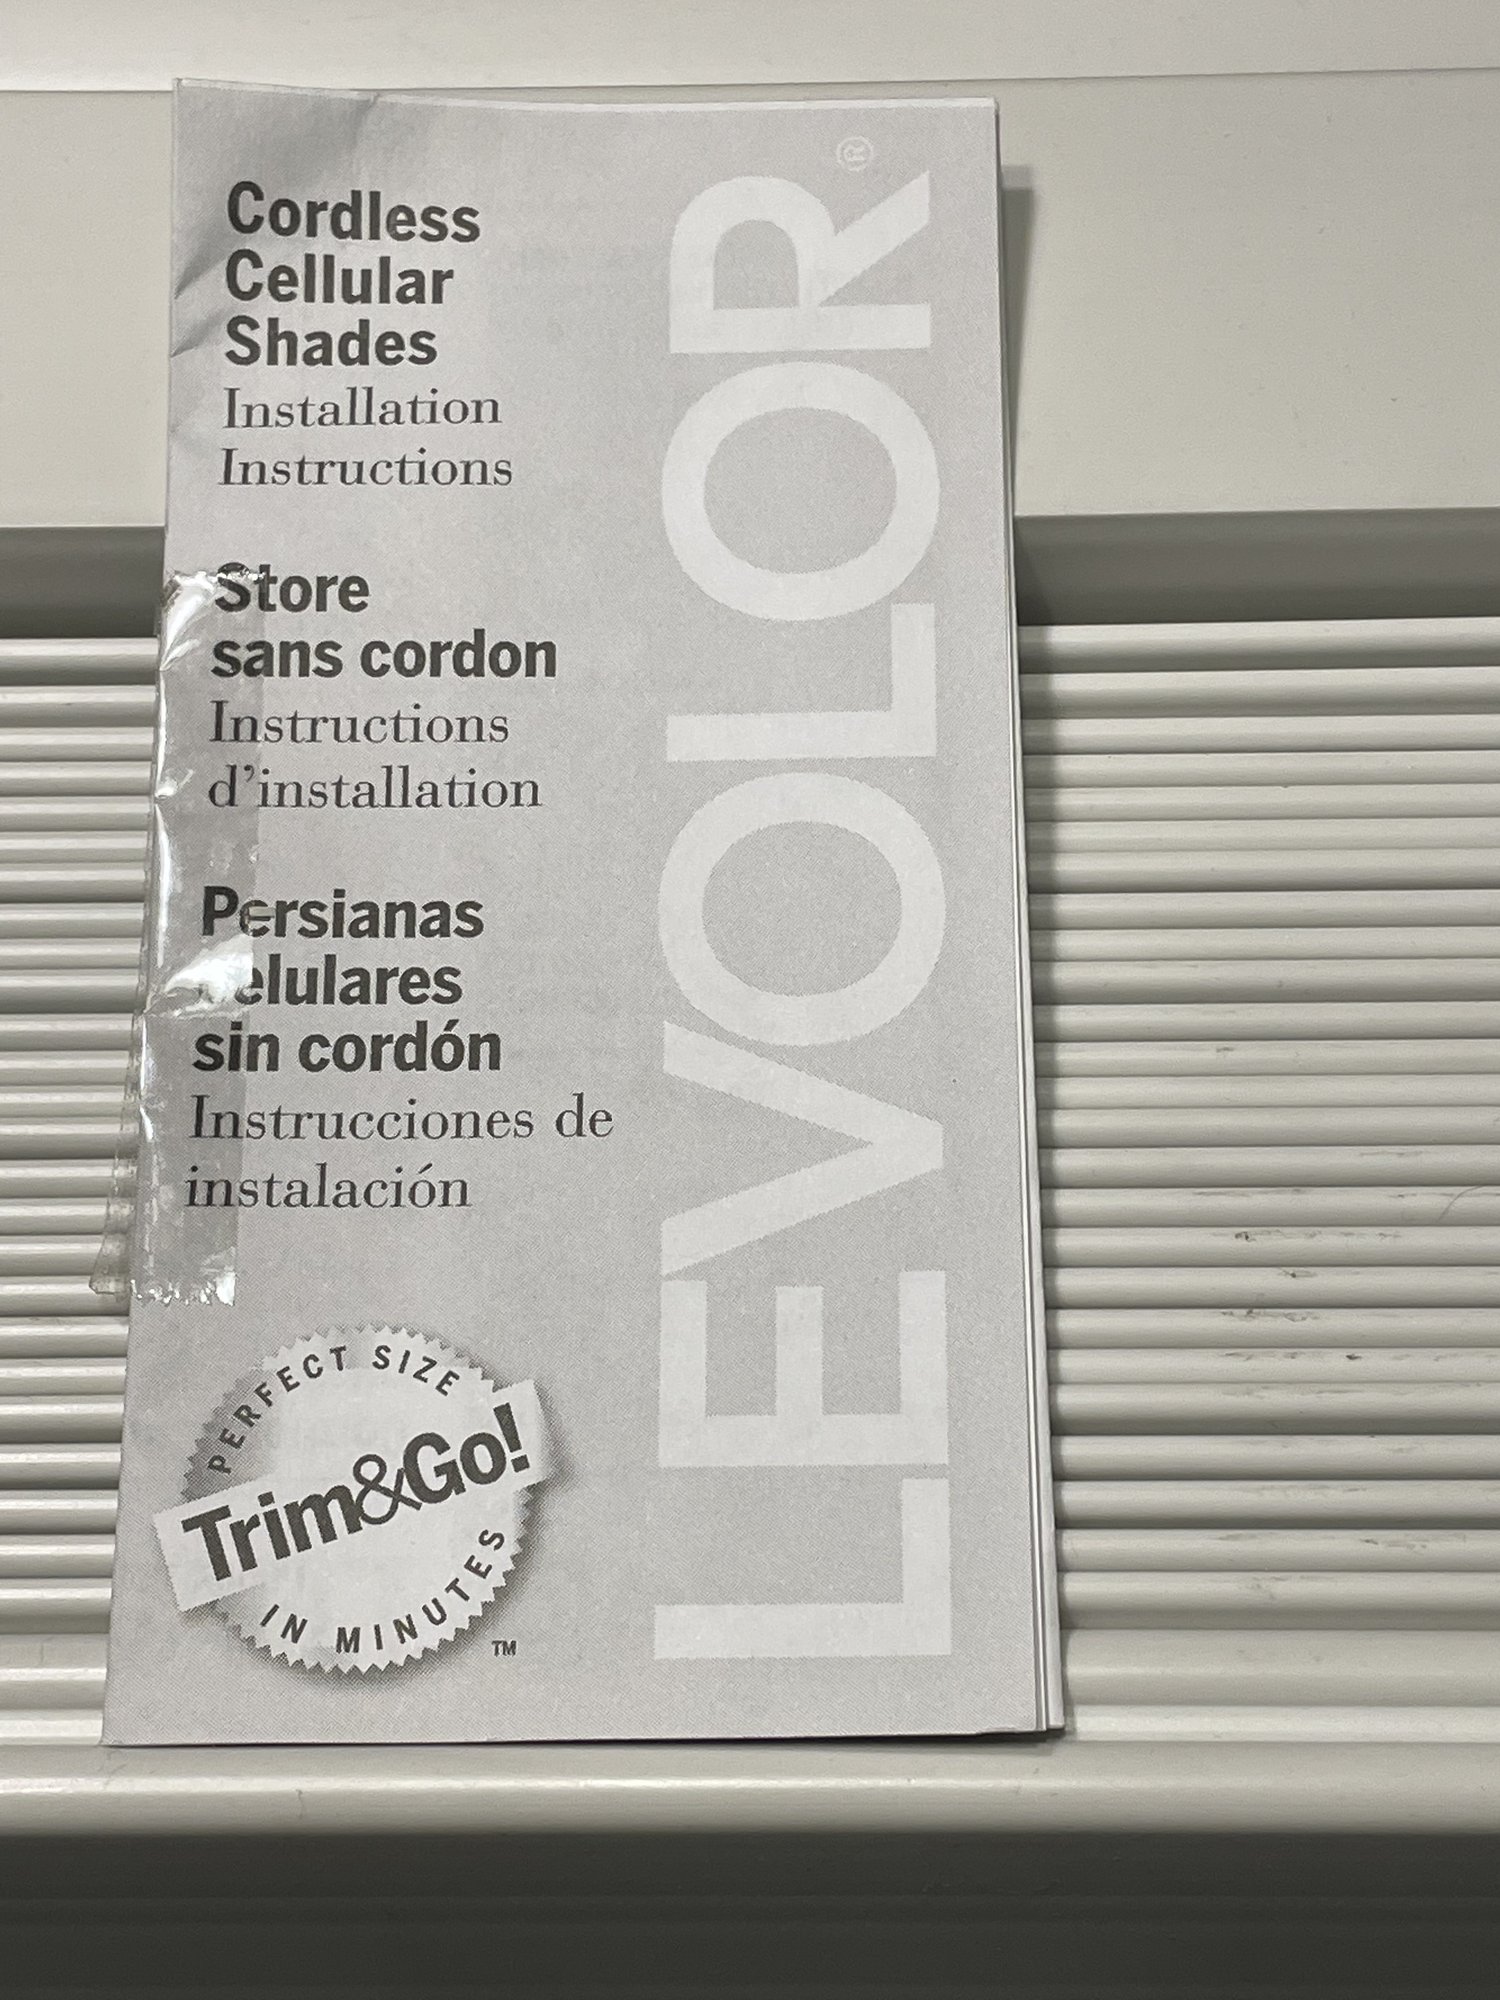 Cordless
Cellular
Shades
Installation
Instructions
Store
sans cordon
Instructions
d'installation
Persianas
celulares
sin cordón
Instrucciones de
instalación
PERFECT SIZE
Trim&Go!
IN MINUTES
TM
LEVOLOR®